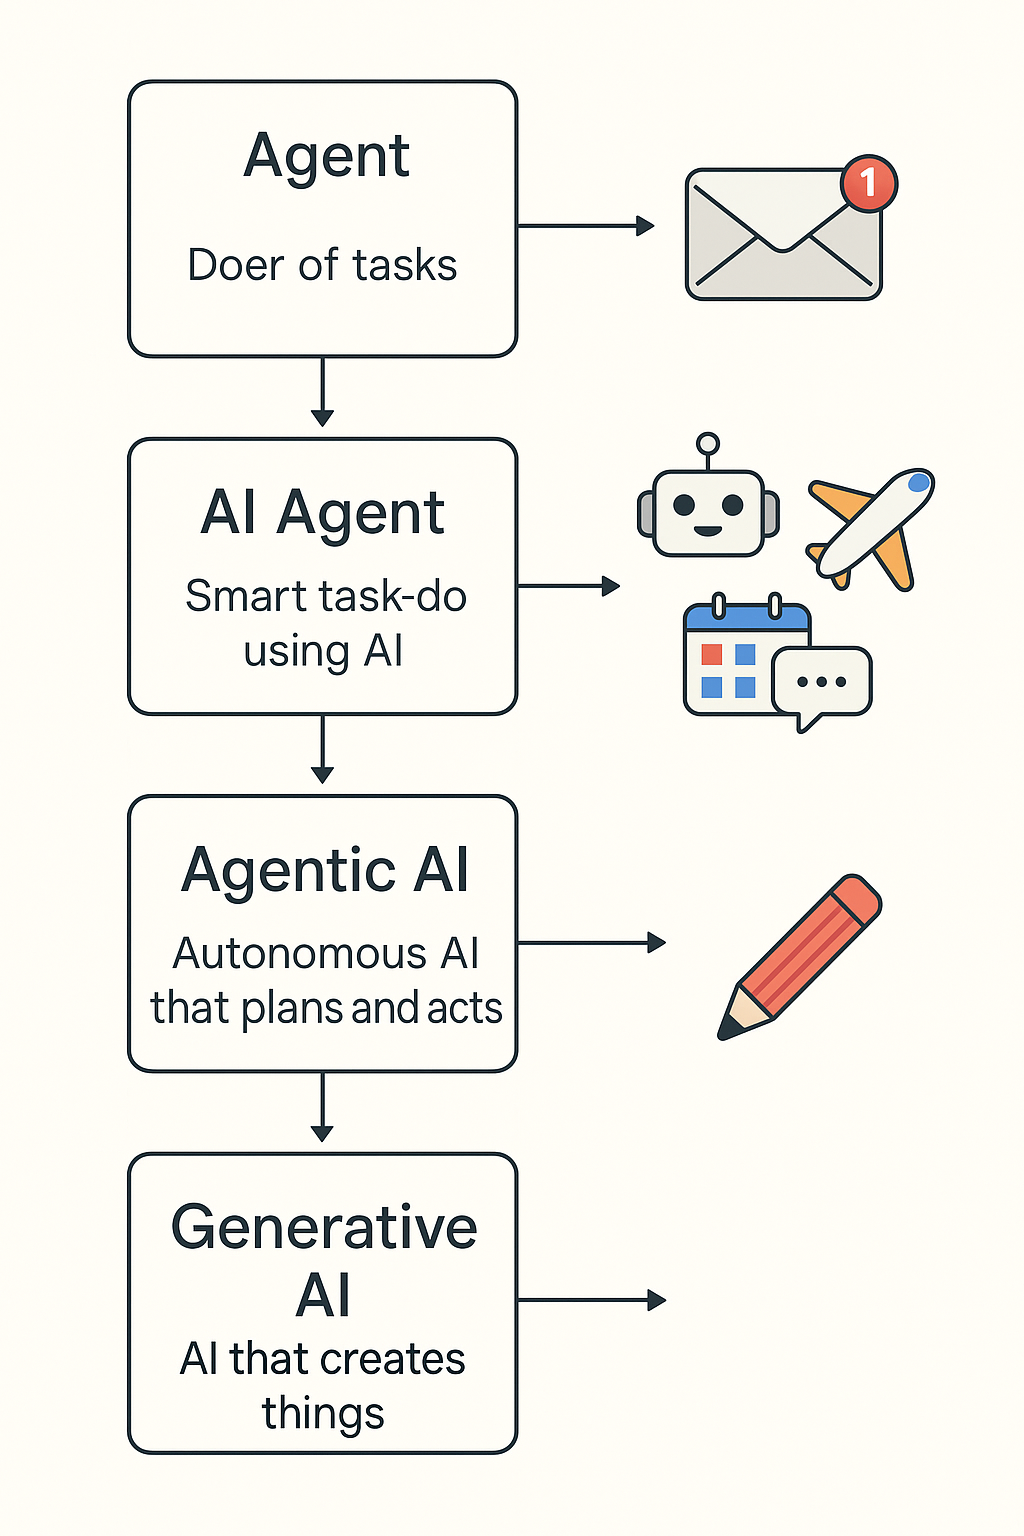 Agent
Doer of tasks
1
AI Agent
Smart task-do
using AI
Agentic AI
Autonomous AI
that plans and acts
Generative
AI
AI that creates
things